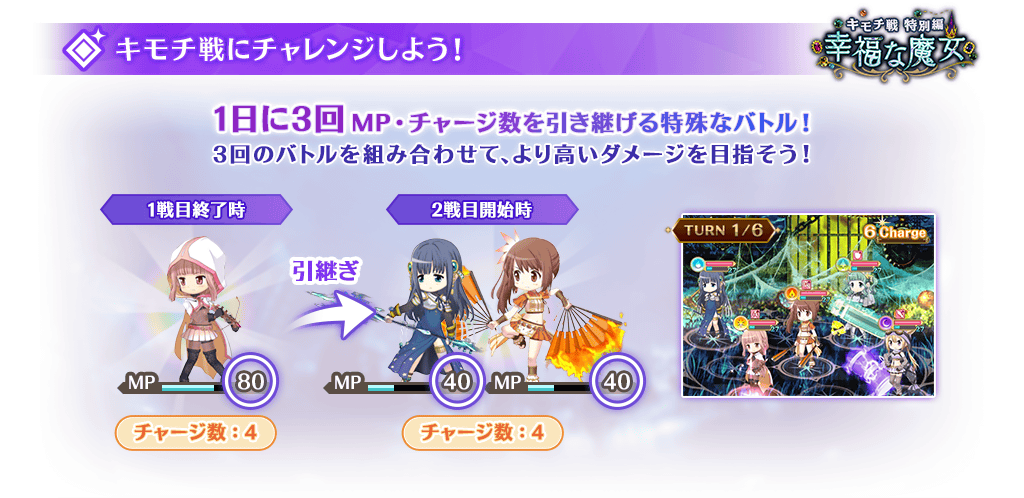 キモチ戦にチャレンジしよう!
キモチ戦 特別編
幸福な魔女
1日に3回 MP・チャージ数を引き継げる特殊なバトル!
3回のバトルを組み合わせて、より高いダメージを目指そう!
1戦目終了時
2戦目開始時
引継ぎ
TURN 1/6
6 Charge
MP 80
MP 40
MP 40
チャージ数:4
チャージ数:4